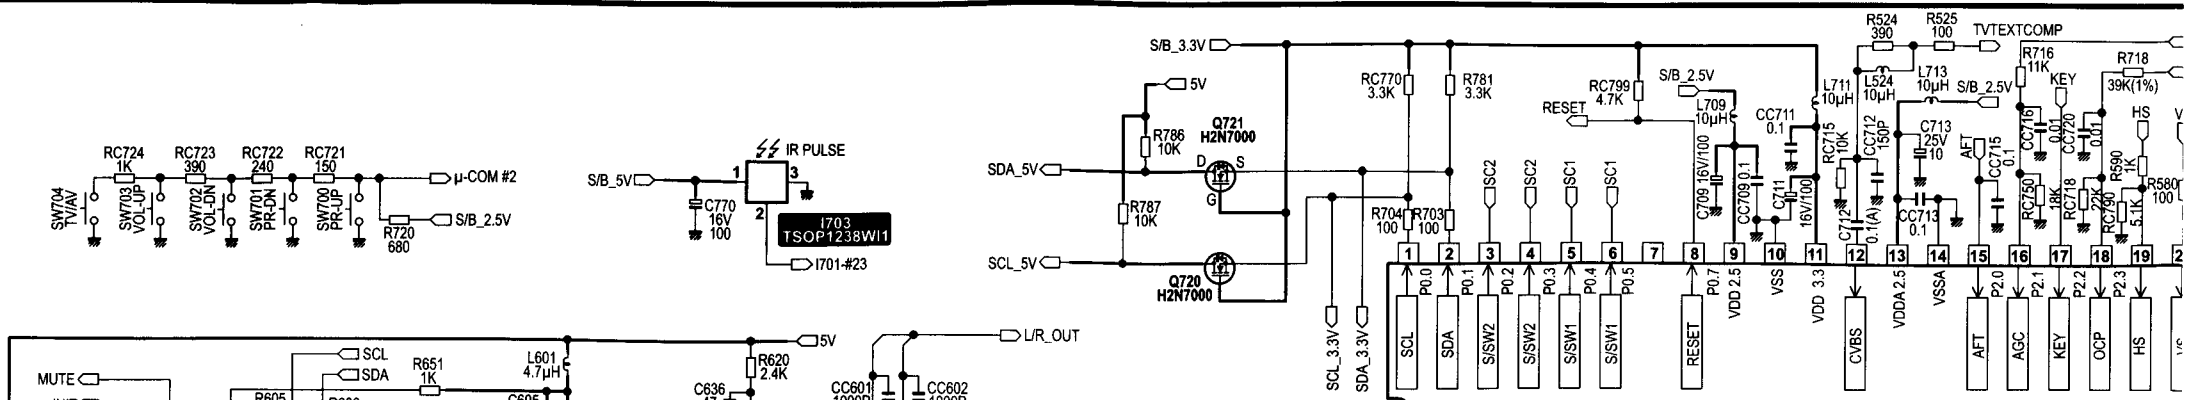 RC724
1K
RC723
390
RC722
240
RC721
150
µ-COM #2
SW704
TV/AV
SW703
VOL-UP
SW702
VOL-DN
SW701
PR-DN
SW700
PR-UP
R720
680
S/B_2.5V
IR PULSE
S/B_5V
1
3
2
C770
16V
100
I703
TSOP1238WI1
I701-#23
S/B_3.3V
5V
R786
10K
R787
10K
Q721
H2N7000
D
S
G
SDA_5V
SCL_5V
Q720
H2N7000
RC770
3.3K
R781
3.3K
R704
100
R703
100
SCL_3.3V
SDA_3.3V
SC2
SC2
SC1
SC1
RC799
4.7K
RESET
S/B_2.5V
L709
10µH
C709 16V/100
CC709 0.1
CC711
0.1
C711
16V/100
L711
10µH
RC715
10K
CC712
150P
C712
0.1(A)
R524
390
R525
100
TVTEXTCOMP
L524
10µH
L713
10µH
S/B_2.5V
C713
25V
10
CC713
0.1
AFT
CC715
0.1
R716
11K
CC716
0.01
RC750
18K
KEY
CC720
0.01
RC718
22K
R718
39K(1%)
HS
R590
1K
RC790
5.1K
R580
100
V
1
2
3
4
5
6
7
8
9
10
11
12
13
14
15
16
17
18
19
2
P0.0
P0.1
P0.2
P0.3
P0.4
P0.5
P0.7
VDD 2.5
VSS
VDD 3.3
VDDA 2.5
VSSA
P2.0
P2.1
P2.2
P2.3
SCL
SDA
S/SW2
S/SW2
S/SW1
S/SW1
RESET
CVBS
AFT
AGC
KEY
OCP
HS
VS
MUTE
SCL
SDA
R651
1K
L601
4.7µH
5V
R620
2.4K
C636
L/R_OUT
CC601
CC602
R605